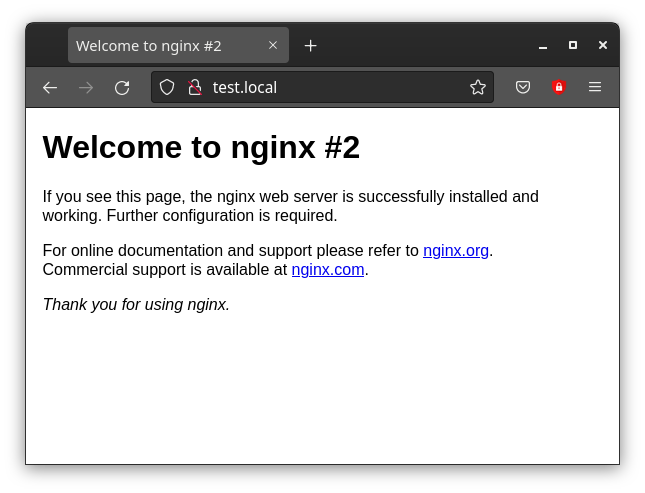 Welcome to nginx #2
test.local
Welcome to nginx #2
If you see this page, the nginx web server is successfully installed and
working. Further configuration is required.
For online documentation and support please refer to nginx.org.
Commercial support is available at nginx.com.
Thank you for using nginx.